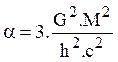 α = 3. G².M² / h².c²